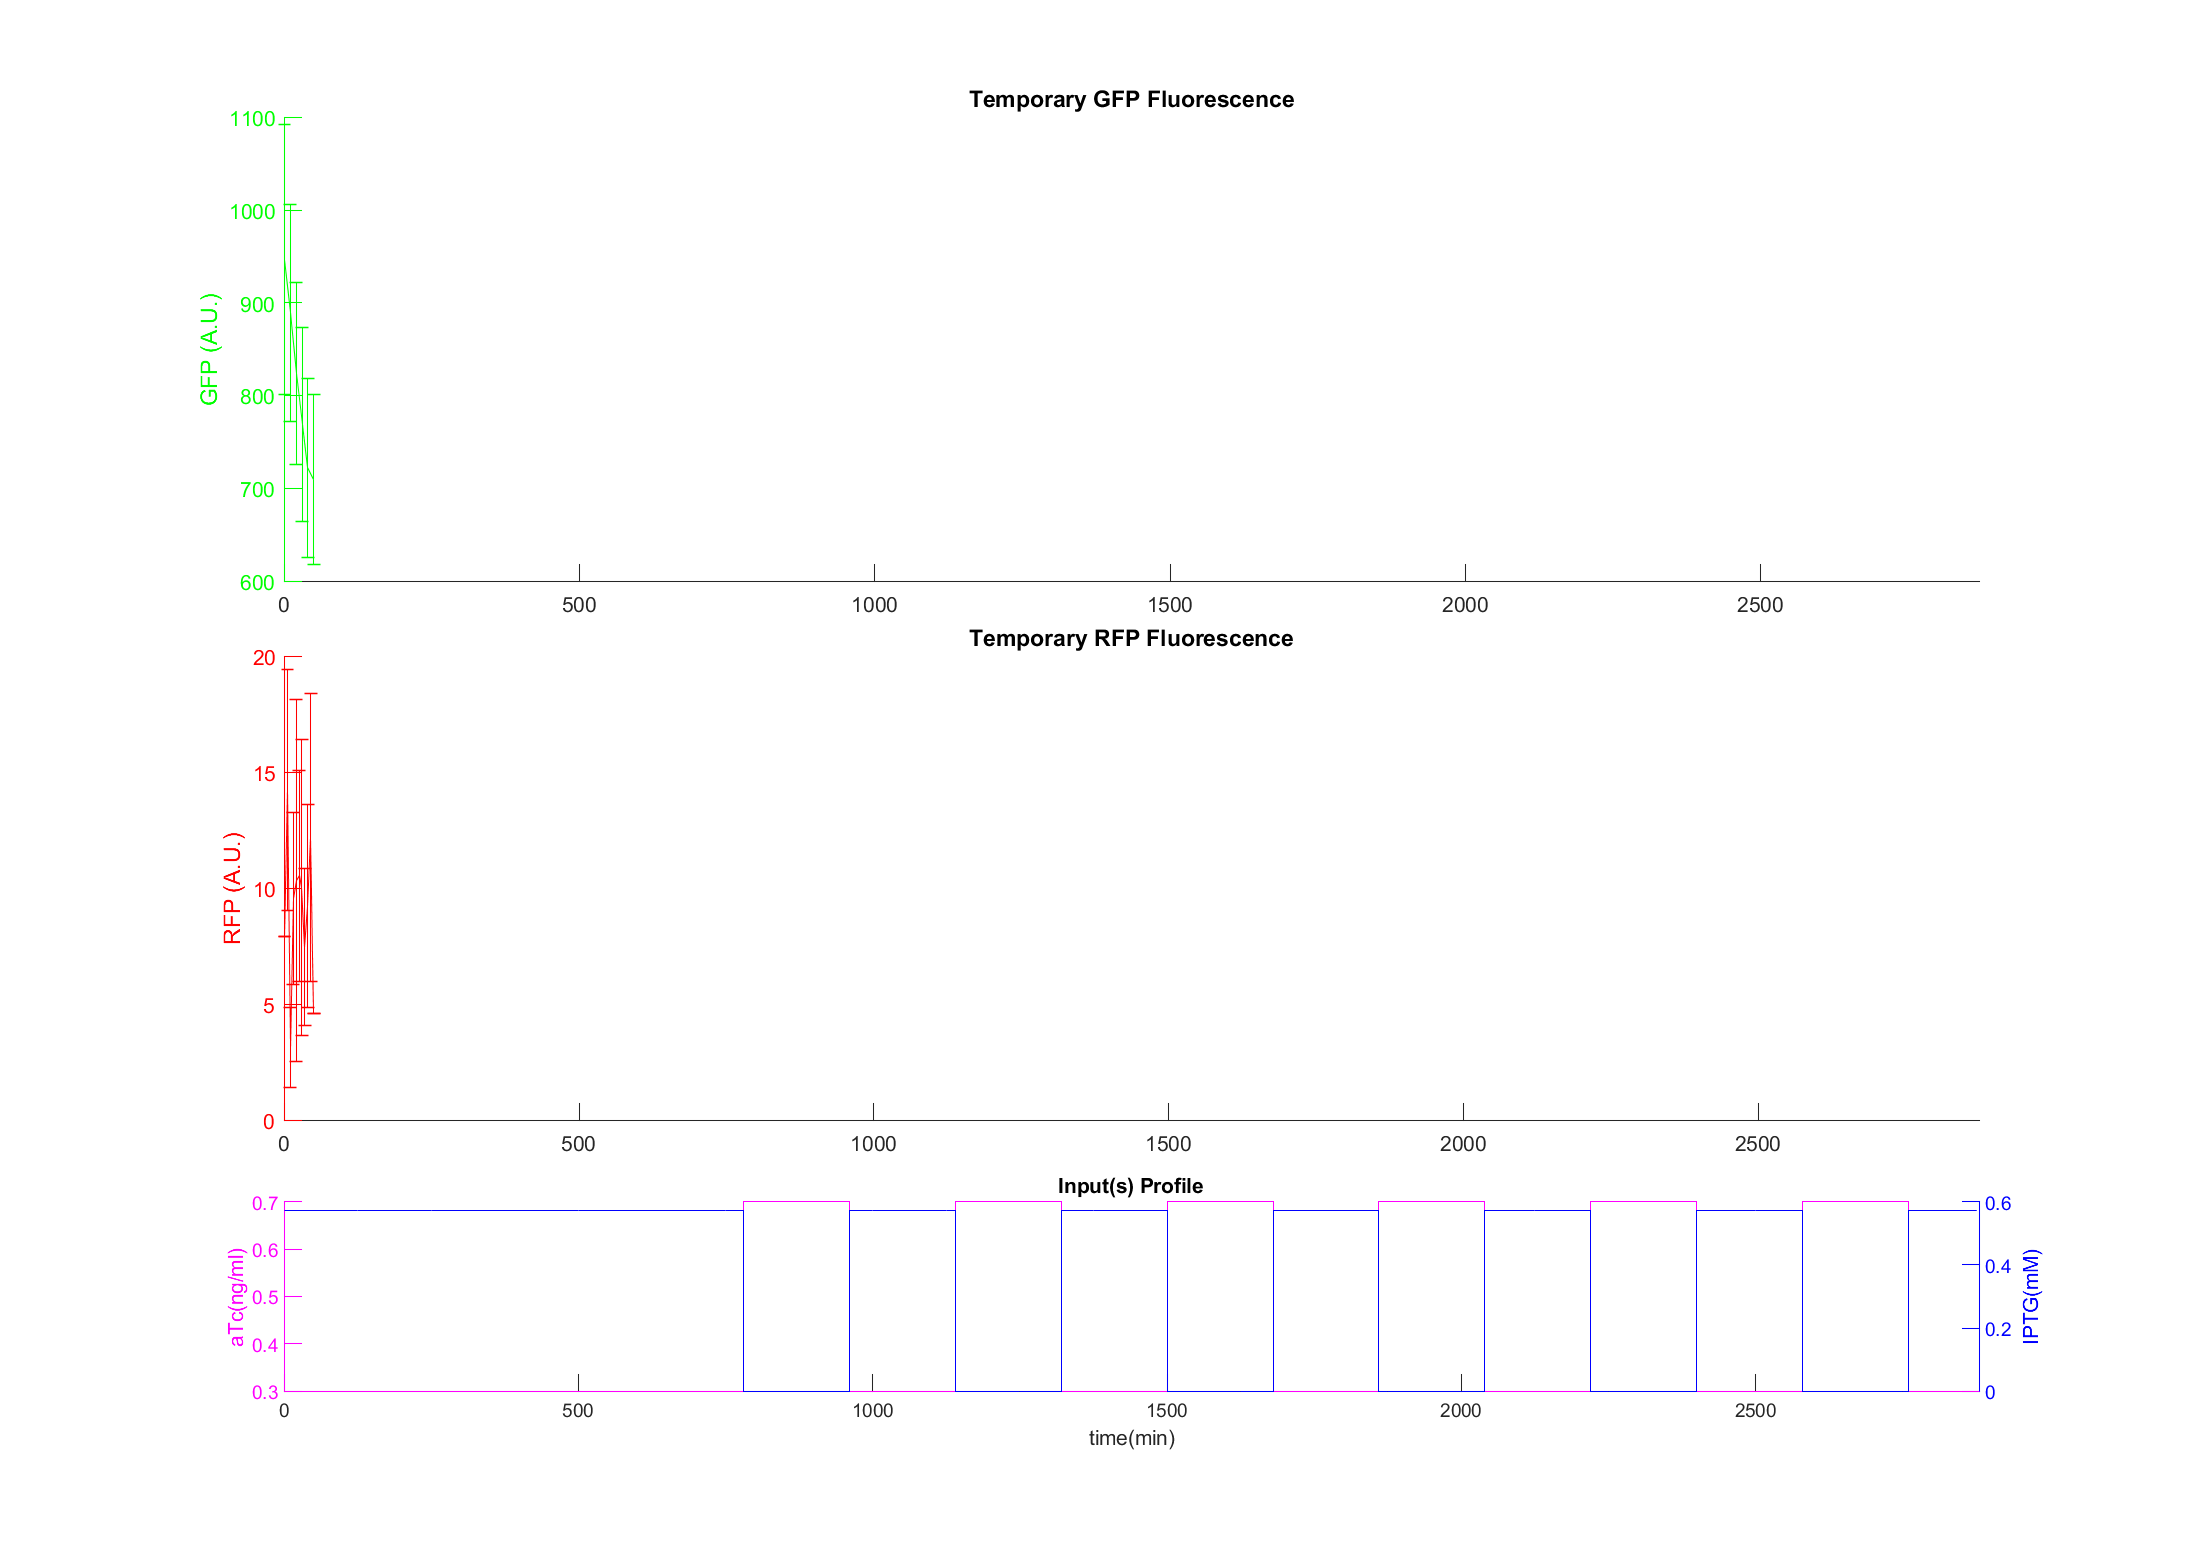 Temporary GFP Fluorescence
1100
1000
900
800
700
600
GFP (A.U.)
0 500 1000 1500 2000 2500
Temporary RFP Fluorescence
20
15
10
5
0
RFP (A.U.)
0 500 1000 1500 2000 2500
Input(s) Profile
0.7
0.6
0.5
0.4
0.3
aTc(ng/ml)
0.6
0.4
0.2
0
IPTG(mM)
0 500 1000 1500 2000 2500
time(min)